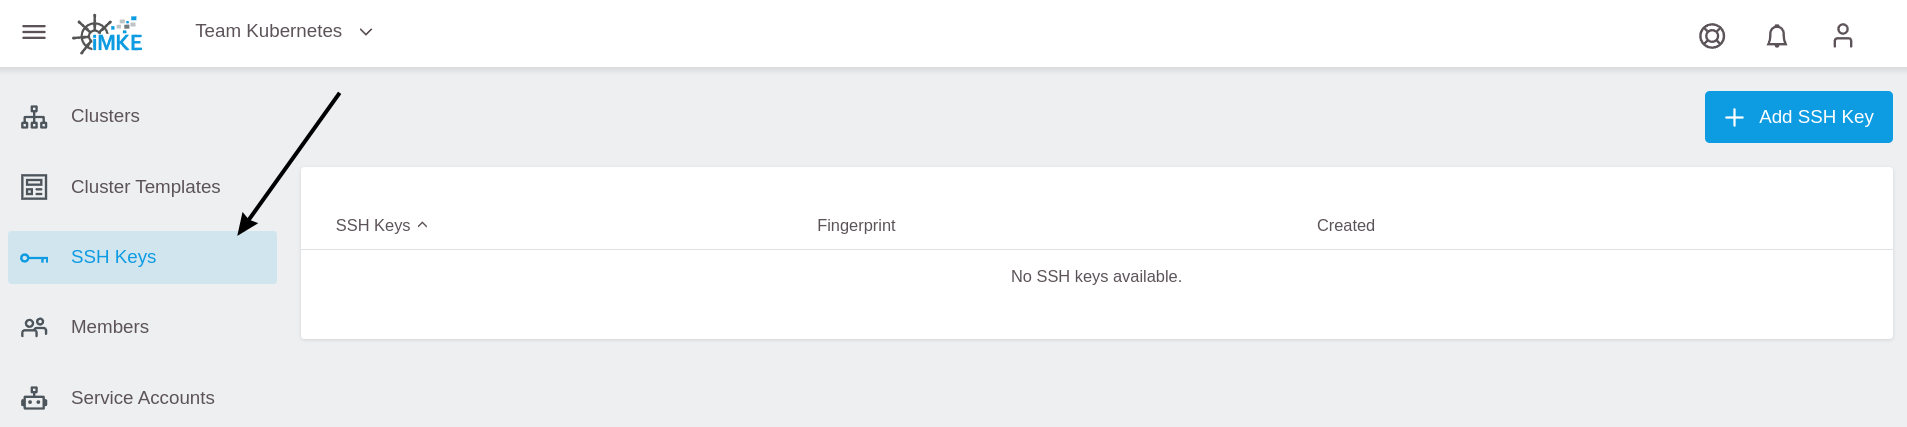 iMKE
Team Kubernetes
Clusters
Add SSH Key
Cluster Templates
SSH Keys
Fingerprint
Created
SSH Keys
No SSH keys available.
Members
Service Accounts